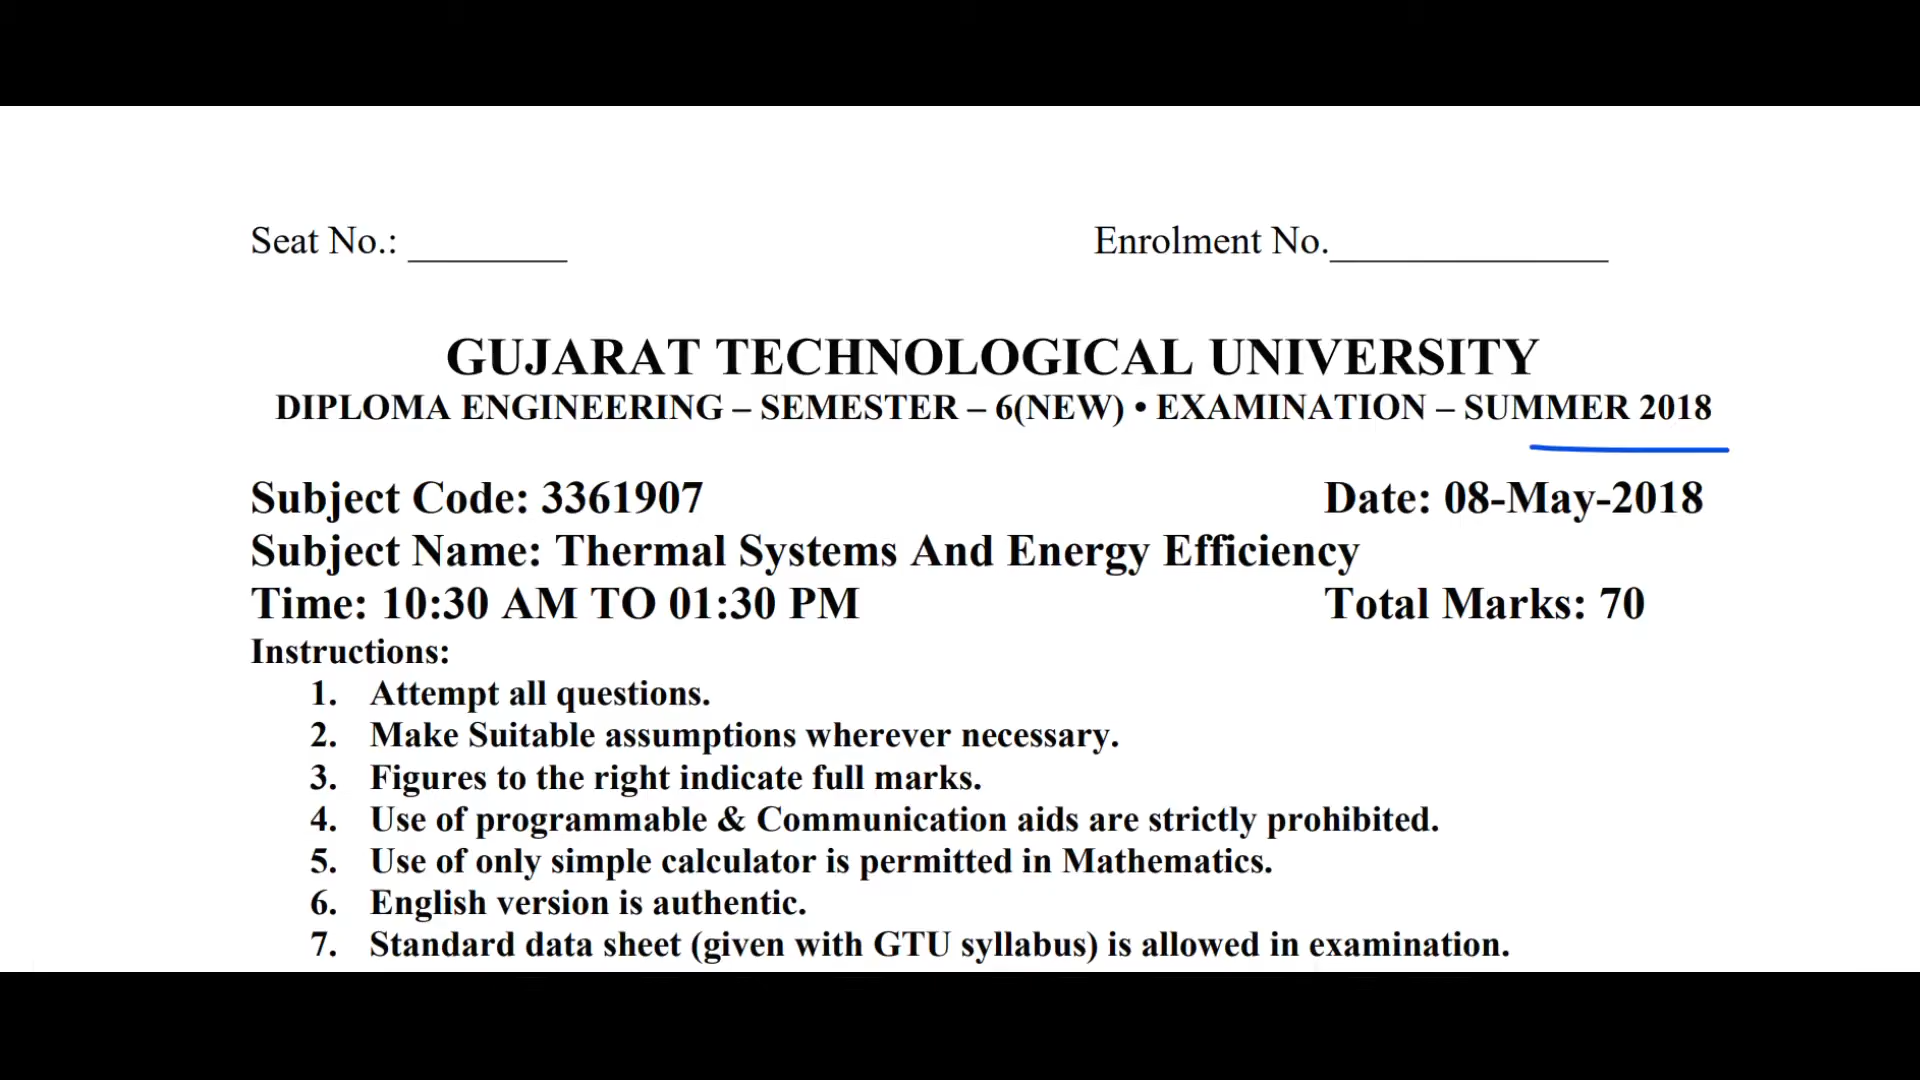 Seat No.: ________ Enrolment No.______________
GUJARAT TECHNOLOGICAL UNIVERSITY
DIPLOMA ENGINEERING – SEMESTER – 6(NEW) • EXAMINATION – SUMMER 2018
Subject Code: 3361907 Date: 08-May-2018
Subject Name: Thermal Systems And Energy Efficiency
Time: 10:30 AM TO 01:30 PM Total Marks: 70
Instructions:
1. Attempt all questions.
2. Make Suitable assumptions wherever necessary.
3. Figures to the right indicate full marks.
4. Use of programmable & Communication aids are strictly prohibited.
5. Use of only simple calculator is permitted in Mathematics.
6. English version is authentic.
7. Standard data sheet (given with GTU syllabus) is allowed in examination.